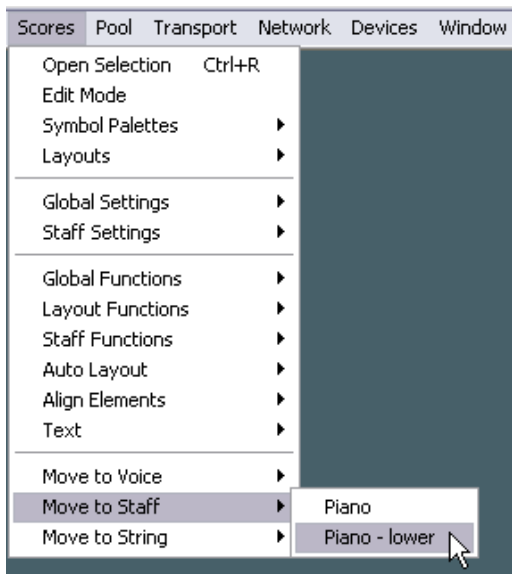 Scores Pool Transport Network Devices Window
Open Selection Ctrl+R
Edit Mode
Symbol Palettes
Layouts
Global Settings
Staff Settings
Global Functions
Layout Functions
Staff Functions
Auto Layout
Align Elements
Text
Move to Voice
Move to Staff Piano
Move to String Piano - lower